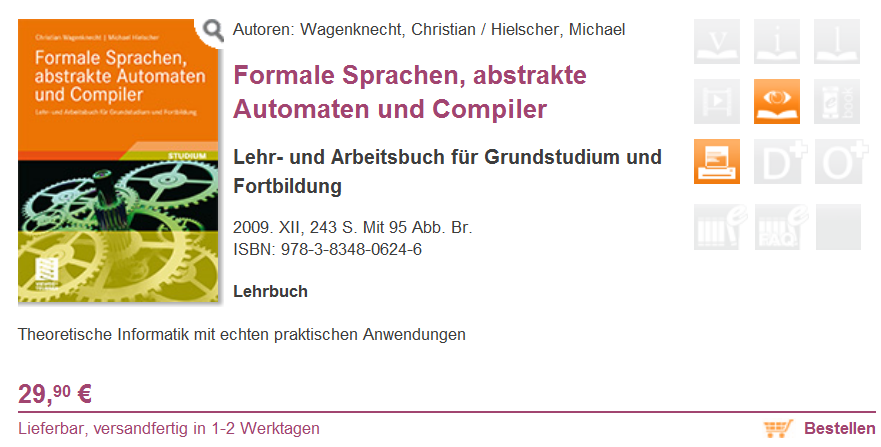 Autoren: Wagenknecht, Christian / Hielscher, Michael
Formale Sprachen, abstrakte
Automaten und Compiler
Lehr- und Arbeitsbuch für Grundstudium und
Fortbildung
2009. XII, 243 S. Mit 95 Abb. Br.
ISBN: 978-3-8348-0624-6
Lehrbuch
Christian Wagenknecht | Michael Hielscher
Formale Sprachen,
abstrakte Automaten
und Compiler
Lehr- und Arbeitsbuch für Grundstudium und Fortbildung
STUDIUM
v i l
e book
D+ O+
e FAQ
Theoretische Informatik mit echten praktischen Anwendungen
29,90 €
Lieferbar, versandfertig in 1-2 Werktagen
Bestellen